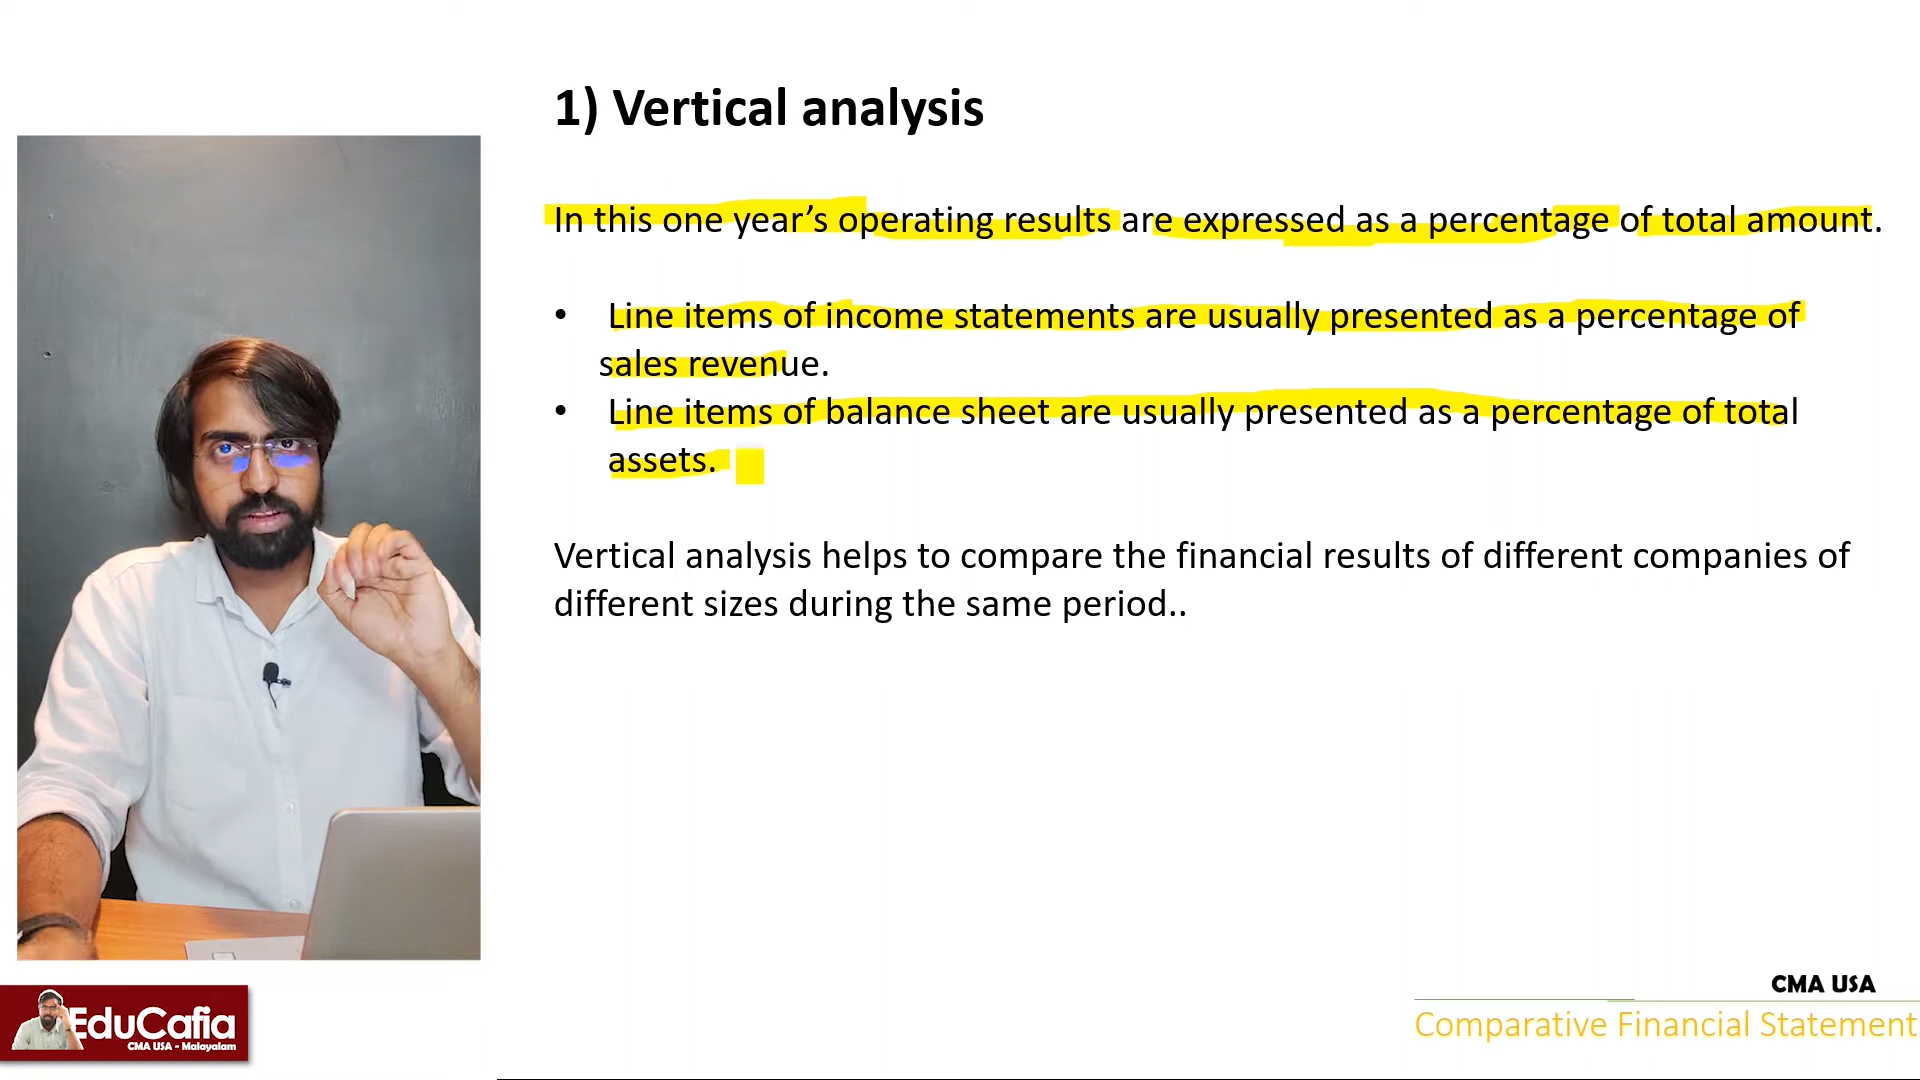 1) Vertical analysis
In this one year’s operating results are expressed as a percentage of total amount.
• Line items of income statements are usually presented as a percentage of
sales revenue.
• Line items of balance sheet are usually presented as a percentage of total
assets.
Vertical analysis helps to compare the financial results of different companies of
different sizes during the same period..
EduCafia
CMA USA - Malayalam
CMA USA
Comparative Financial Statement